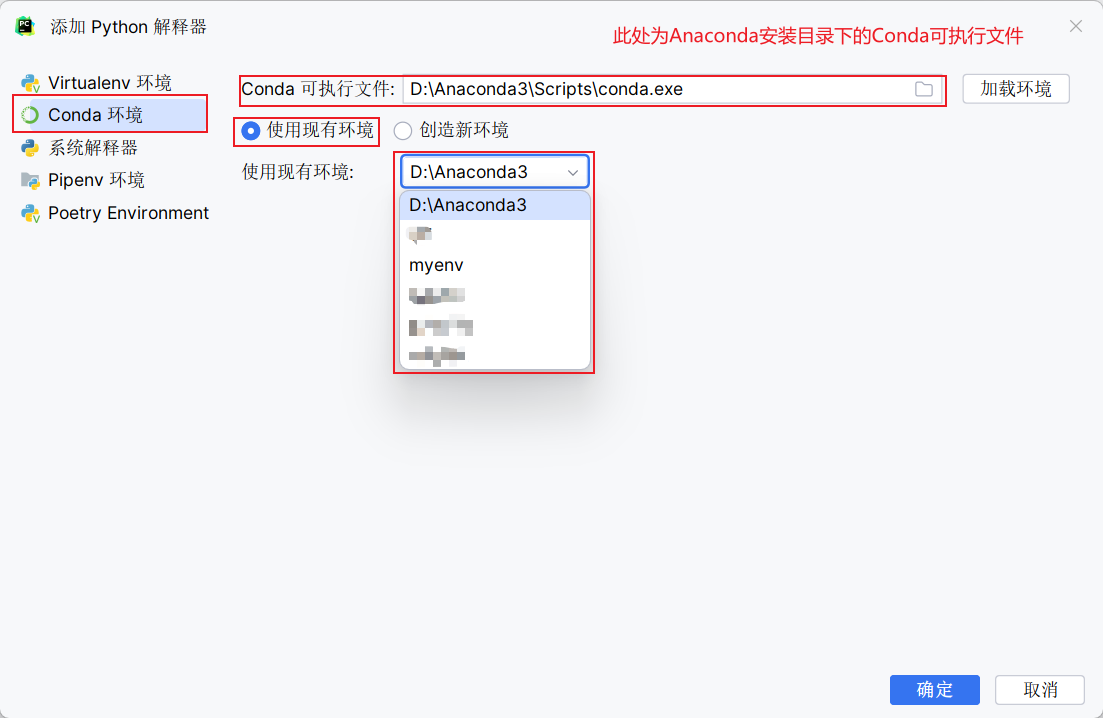 添加 Python 解释器
此处为Anaconda安装目录下的Conda可执行文件
Virtualenv 环境
Conda 环境
系统解释器
Pipenv 环境
Poetry Environment
Conda 可执行文件: D:\Anaconda3\Scripts\conda.exe 加载环境
使用现有环境 创造新环境
使用现有环境: D:\Anaconda3
D:\Anaconda3
myenv
确定 取消